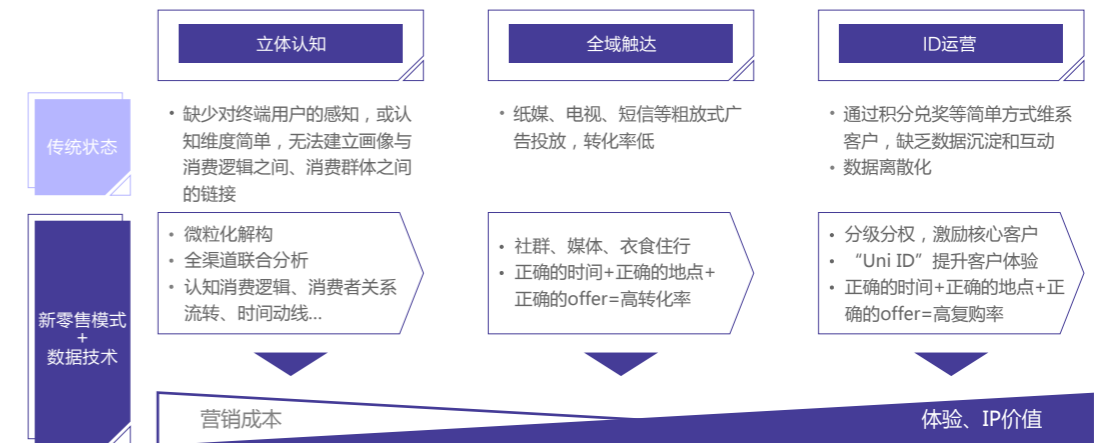 立体认知
全域触达
ID运营
传统状态
• 缺少对终端用户的感知，或认
知维度简单，无法建立画像与
消费逻辑之间、消费群体之间
的链接
• 纸媒、电视、短信等粗放式广
告投放，转化率低
• 通过积分兑奖等简单方式维系
客户，缺乏数据沉淀和互动
• 数据离散化
新零售模式
+
数据技术
• 微粒化解构
• 全渠道联合分析
• 认知消费逻辑、消费者关系
流转、时间动线...
• 社群、媒体、衣食住行
• 正确的时间+正确的地点+
正确的offer=高转化率
• 分级分权，激励核心客户
• “Uni ID”提升客户体验
• 正确的时间+正确的地点+正
确的offer=高复购率
营销成本
体验、IP价值